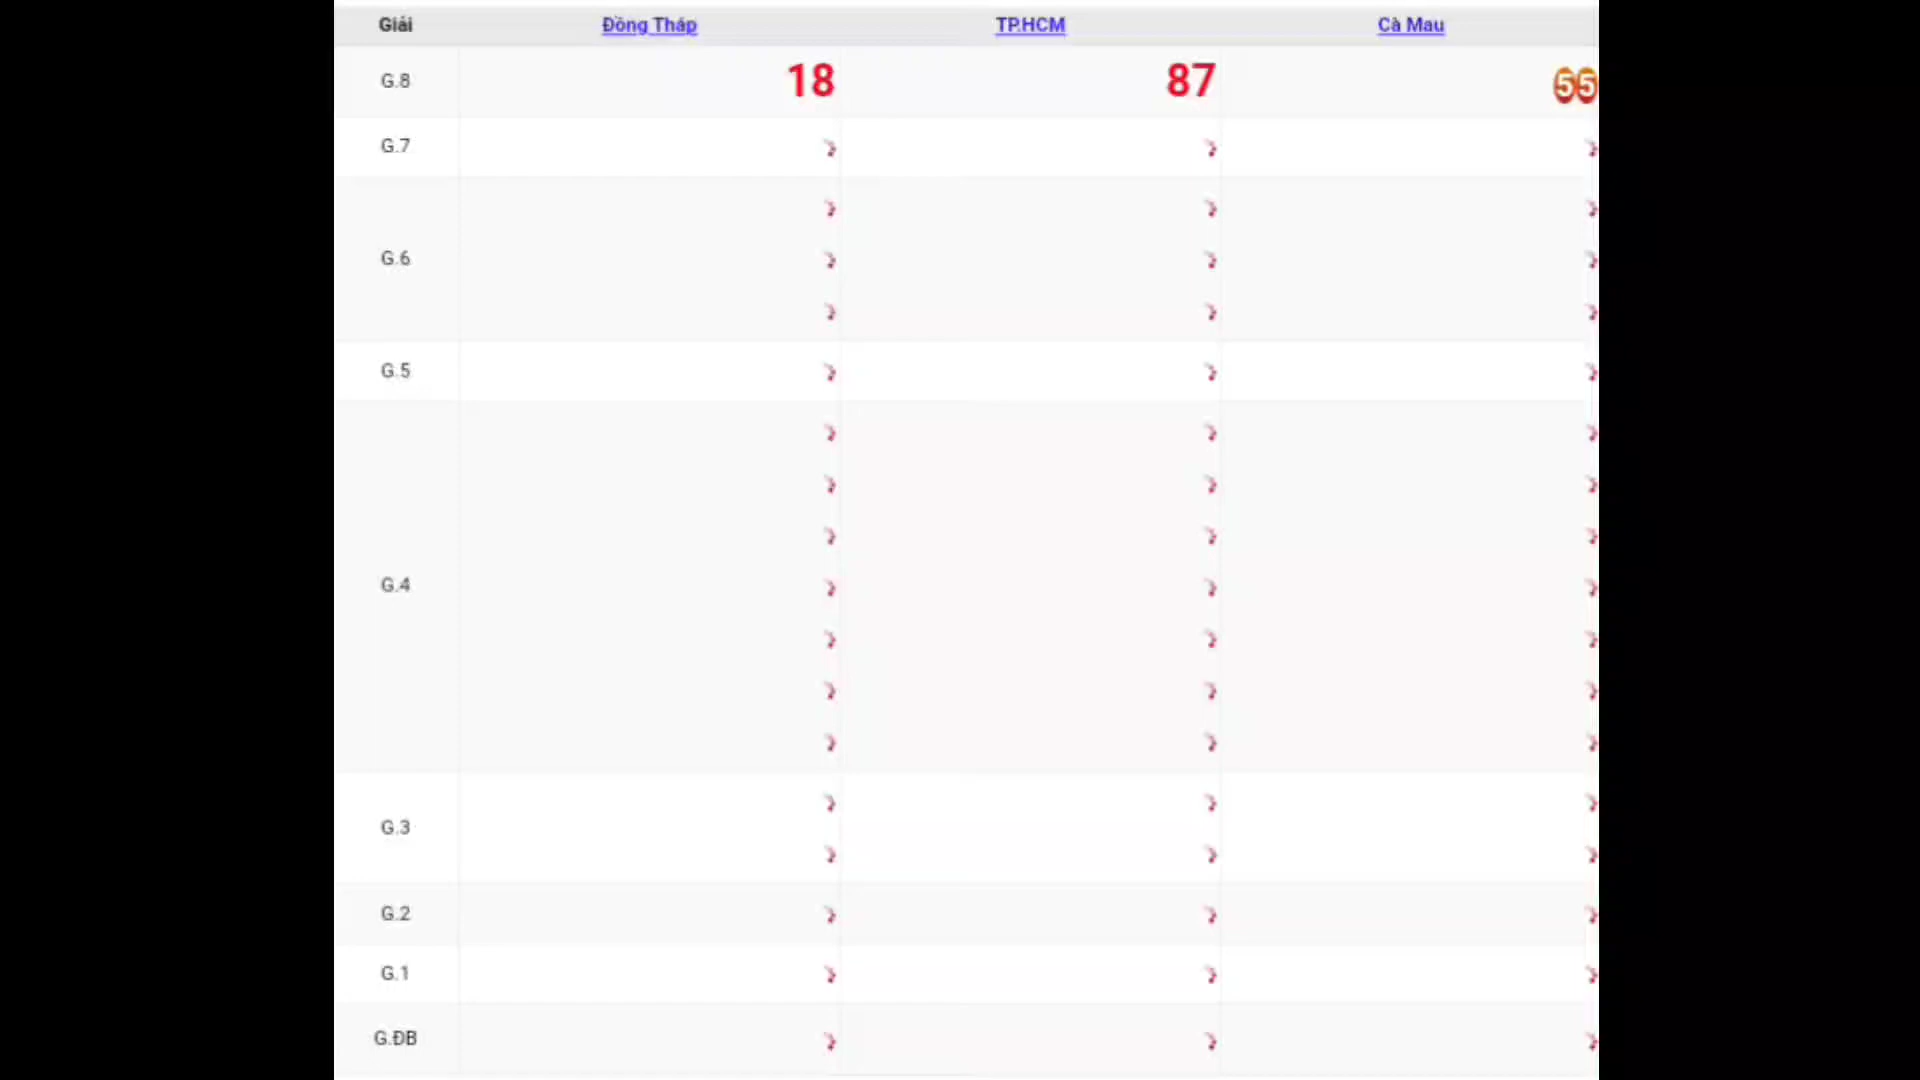 Giải Đồng Tháp TP.HCM Cà Mau
G.8 18 87 55
G.7
G.6
G.5
G.4
G.3
G.2
G.1
G.ĐB